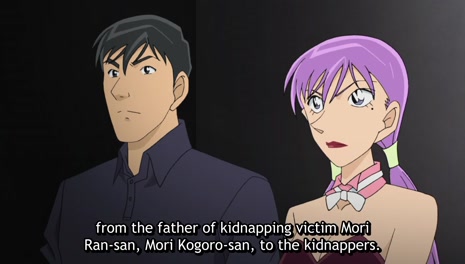 from the father of kidnapping victim Mori
Ran-san, Mori Kogoro-san, to the kidnappers.